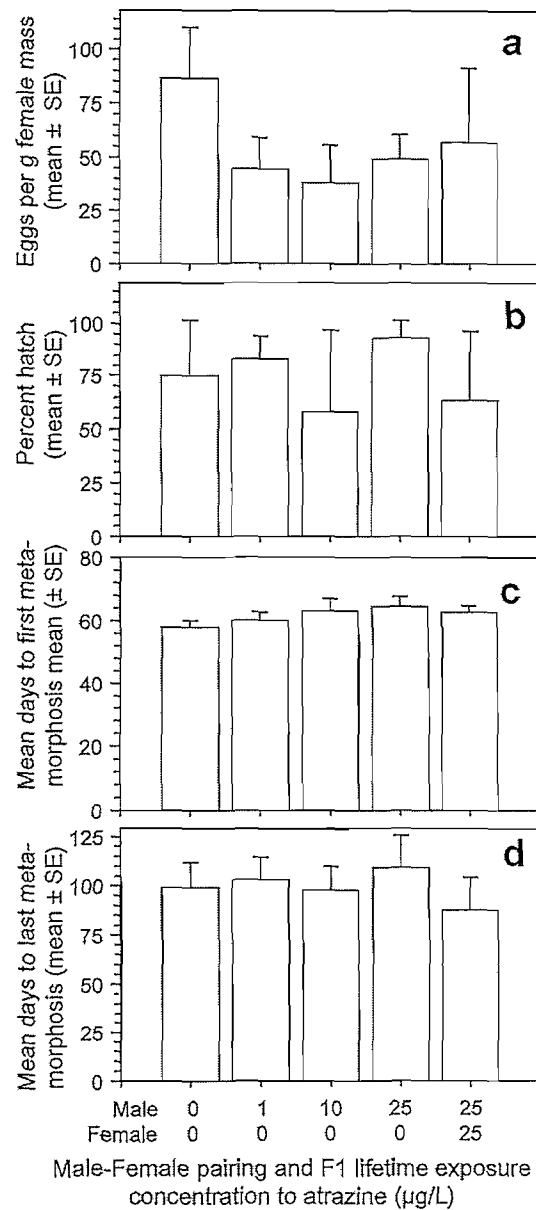 a
Eggs per g female mass
(mean ± SE)
100
75
50
25
0
b
Percent hatch
(mean ± SE)
100
75
50
25
0
c
Mean days to first meta-
morphosis mean (± SE)
80
60
40
20
0
d
Mean days to last meta-
morphosis (mean ± SE)
125
100
75
50
25
0
Male 0 1 10 25 25
Female 0 0 0 0 25
Male-Female pairing and F1 lifetime exposure
concentration to atrazine (µg/L)